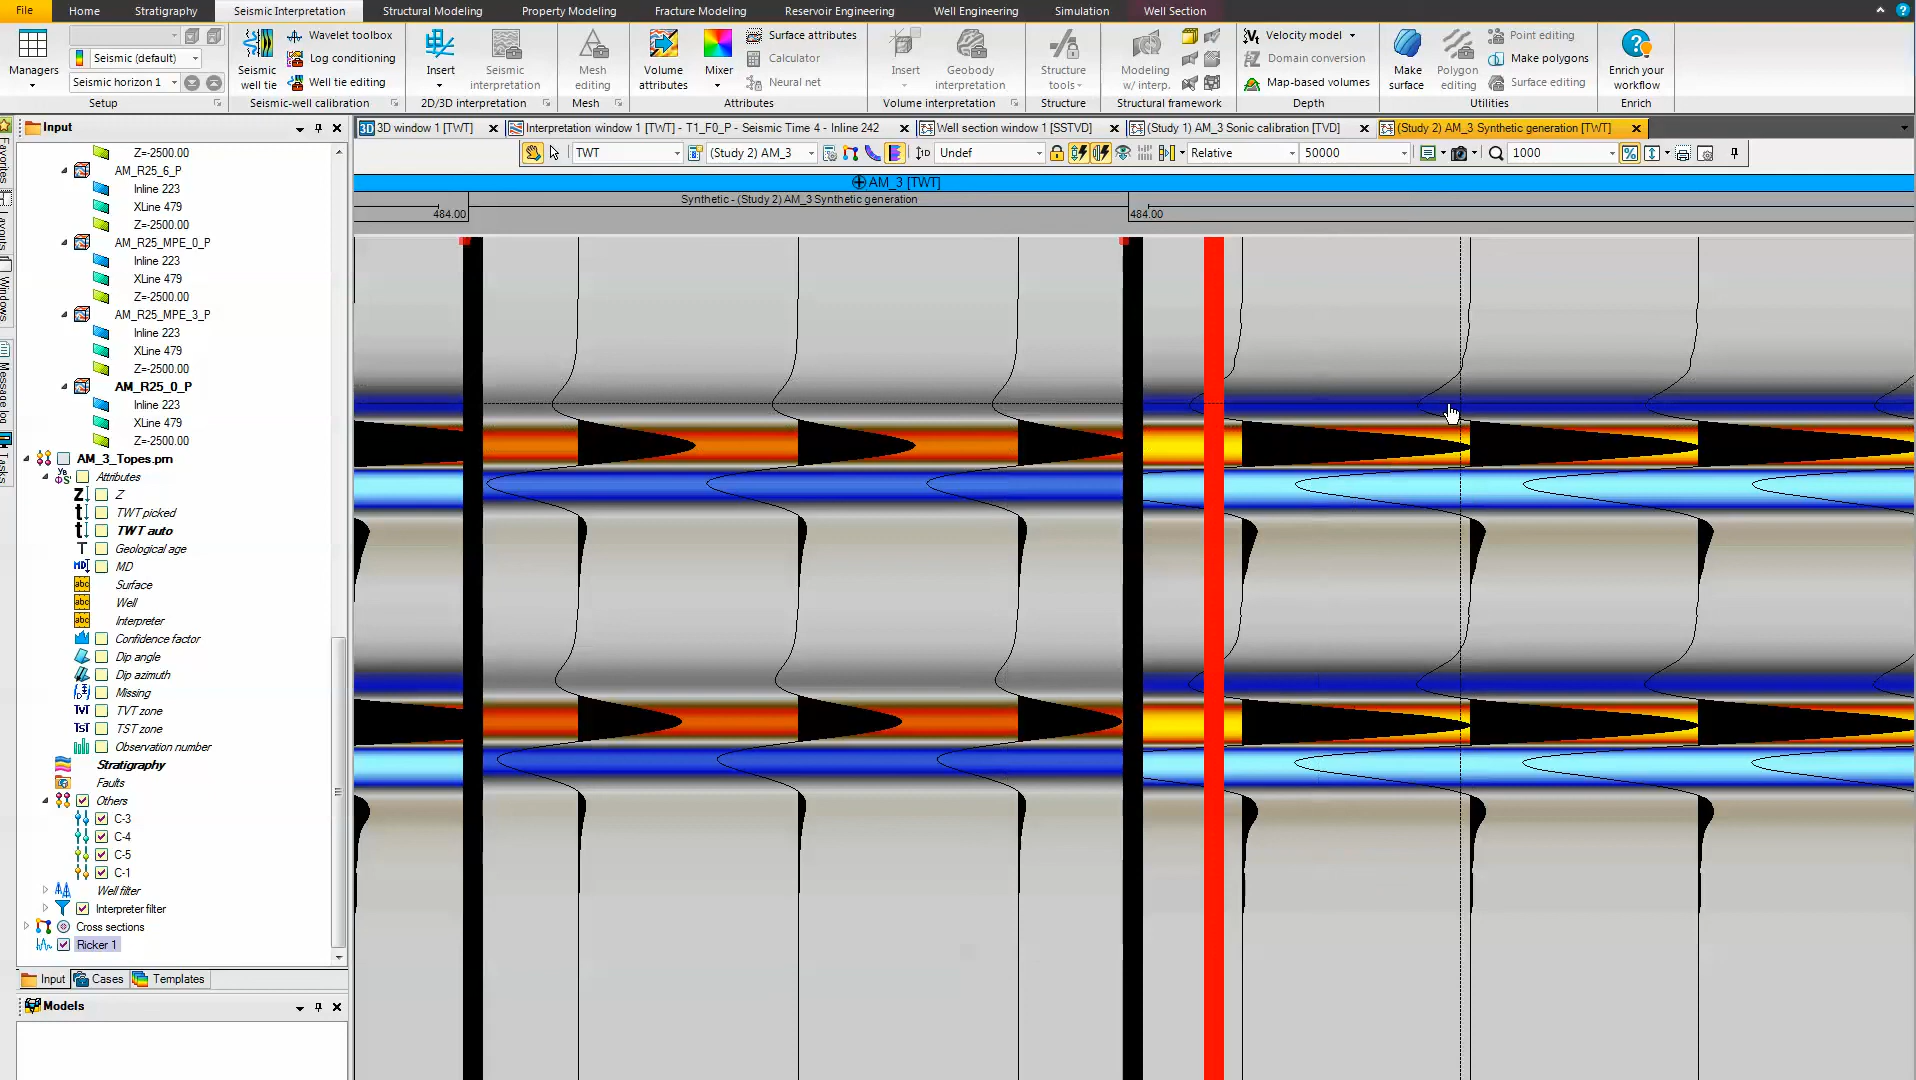 File Home Stratigraphy Seismic Interpretation Structural Modeling Property Modeling Fracture Modeling Reservoir Engineering Well Engineering Simulation Well Section
Managers
Seismic (default)
Seismic horizon 1
Setup
Seismic well tie
Wavelet toolbox
Log conditioning
Well tie editing
Seismic-well calibration
Insert
Seismic interpretation
2D/3D interpretation
Mesh editing
Mesh
Volume attributes
Mixer
Surface attributes
Calculator
Neural net
Attributes
Insert
Geobody interpretation
Volume interpretation
Structure tools
Structure
Modeling w/ interp.
Structural framework
Velocity model
Domain conversion
Map-based volumes
Depth
Make surface
Polygon editing
Point editing
Make polygons
Surface editing
Utilities
Enrich your workflow
Enrich
Favorites
Layouts
Windows
Message log
Tasks
Input
Z=-2500.00
AM_R25_6_P
Inline 223
XLine 479
Z=-2500.00
AM_R25_MPE_0_P
Inline 223
XLine 479
Z=-2500.00
AM_R25_MPE_3_P
Inline 223
XLine 479
Z=-2500.00
AM_R25_0_P
Inline 223
XLine 479
Z=-2500.00
AM_3_Topes.prn
Attributes
Z
TWT picked
TWT auto
Geological age
MD
Surface
Well
Interpreter
Confidence factor
Dip angle
Dip azimuth
Missing
TVT zone
TST zone
Observation number
Stratigraphy
Faults
Others
C-3
C-4
C-5
C-1
Well filter
Interpreter filter
Cross sections
Ricker 1
Input Cases Templates
Models
3D window 1 [TWT] Interpretation window 1 [TWT] - T1_F0_P - Seismic Time 4 - Inline 242 Well section window 1 [SSTVD] (Study 1) AM_3 Sonic calibration [TVD] (Study 2) AM_3 Synthetic generation [TWT]
TWT (Study 2) AM_3 Undef Relative 50000 1000
AM_3 [TWT]
Synthetic - (Study 2) AM_3 Synthetic generation
484.00 484.00